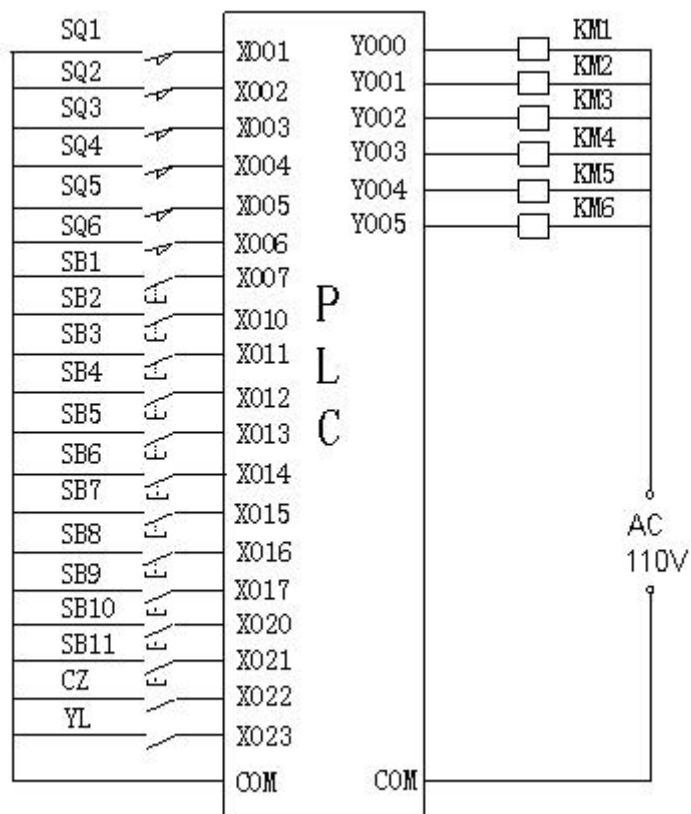 SQ1
SQ2
SQ3
SQ4
SQ5
SQ6
SB1
SB2
SB3
SB4
SB5
SB6
SB7
SB8
SB9
SB10
SB11
CZ
YL
X001
X002
X003
X004
X005
X006
X007
X010
X011
X012
X013
X014
X015
X016
X017
X020
X021
X022
X023
COM
P
L
C
Y000
Y001
Y002
Y003
Y004
Y005
COM
KM1
KM2
KM3
KM4
KM5
KM6
AC
110V